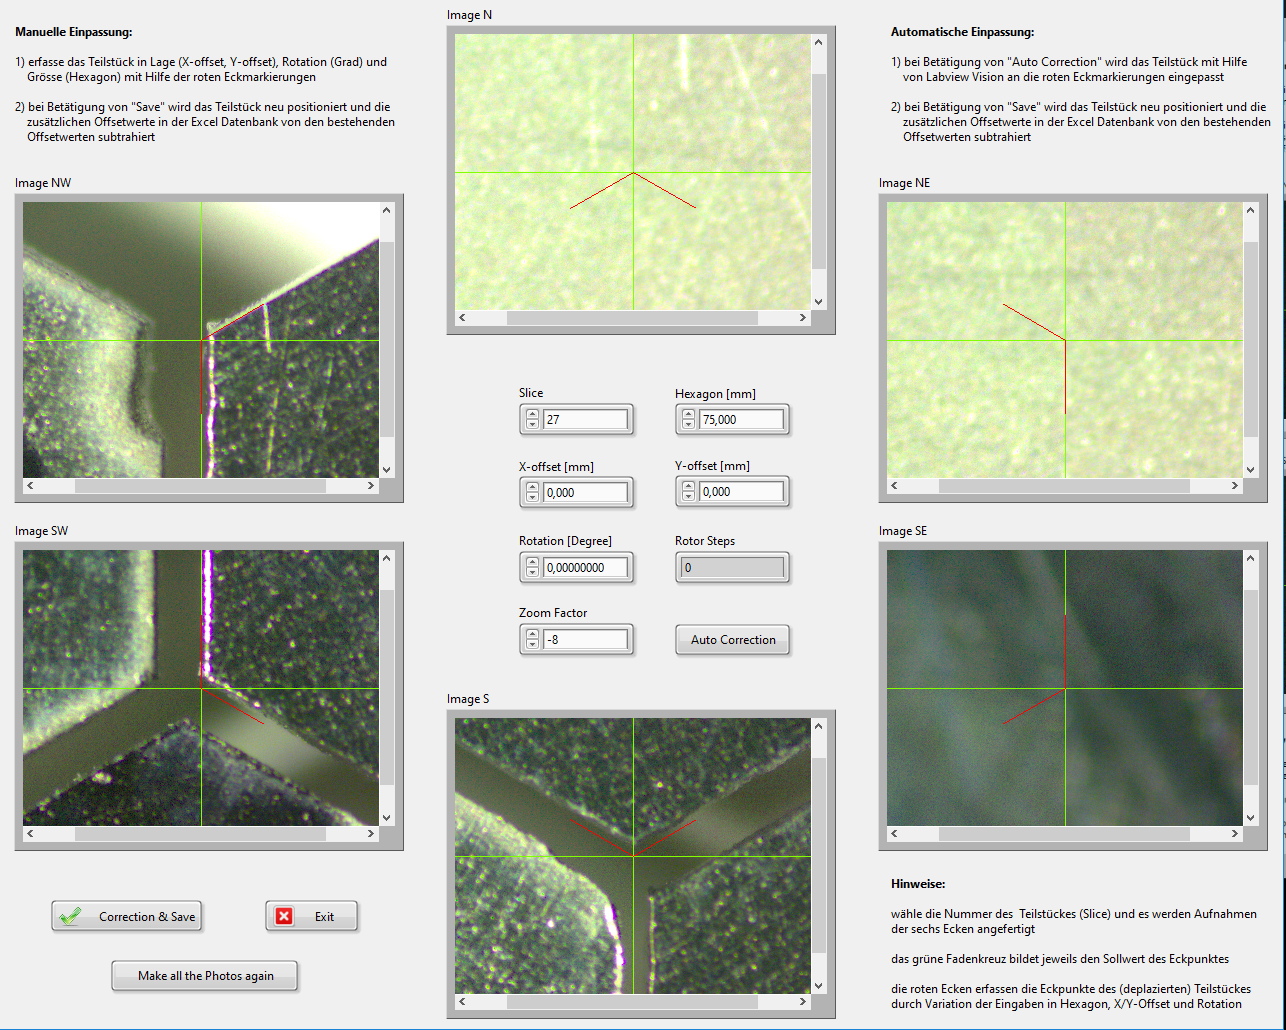 Manuelle Einpassung:
1) erfasse das Teilstück in Lage (X-offset, Y-offset), Rotation (Grad) und
Grösse (Hexagon) mit Hilfe der roten Eckmarkierungen
2) bei Betätigung von "Save" wird das Teilstück neu positioniert und die
zusätzlichen Offsetwerte in der Excel Datenbank von den bestehenden
Offsetwerten subtrahiert
Image N
Automatische Einpassung:
1) bei Betätigung von "Auto Correction" wird das Teilstück mit Hilfe
von Labview Vision an die roten Eckmarkierungen eingepasst
2) bei Betätigung von "Save" wird das Teilstück neu positioniert und die
zusätzlichen Offsetwerte in der Excel Datenbank von den bestehenden
Offsetwerten subtrahiert
Image NW
Image NE
Slice
27
Hexagon [mm]
75,000
X-offset [mm]
0,000
Y-offset [mm]
0,000
Image SW
Rotation [Degree]
0,00000000
Rotor Steps
0
Image SE
Zoom Factor
-8
Auto Correction
Image S
Correction & Save
Exit
Make all the Photos again
Hinweise:
wähle die Nummer des  Teilstückes (Slice) und es werden Aufnahmen
der sechs Ecken angefertigt
das grüne Fadenkreuz bildet jeweils den Sollwert des Eckpunktes
die roten Ecken erfassen die Eckpunkte des (deplazierten) Teilstückes
durch Variation der Eingaben in Hexagon, X/Y-Offset und Rotation